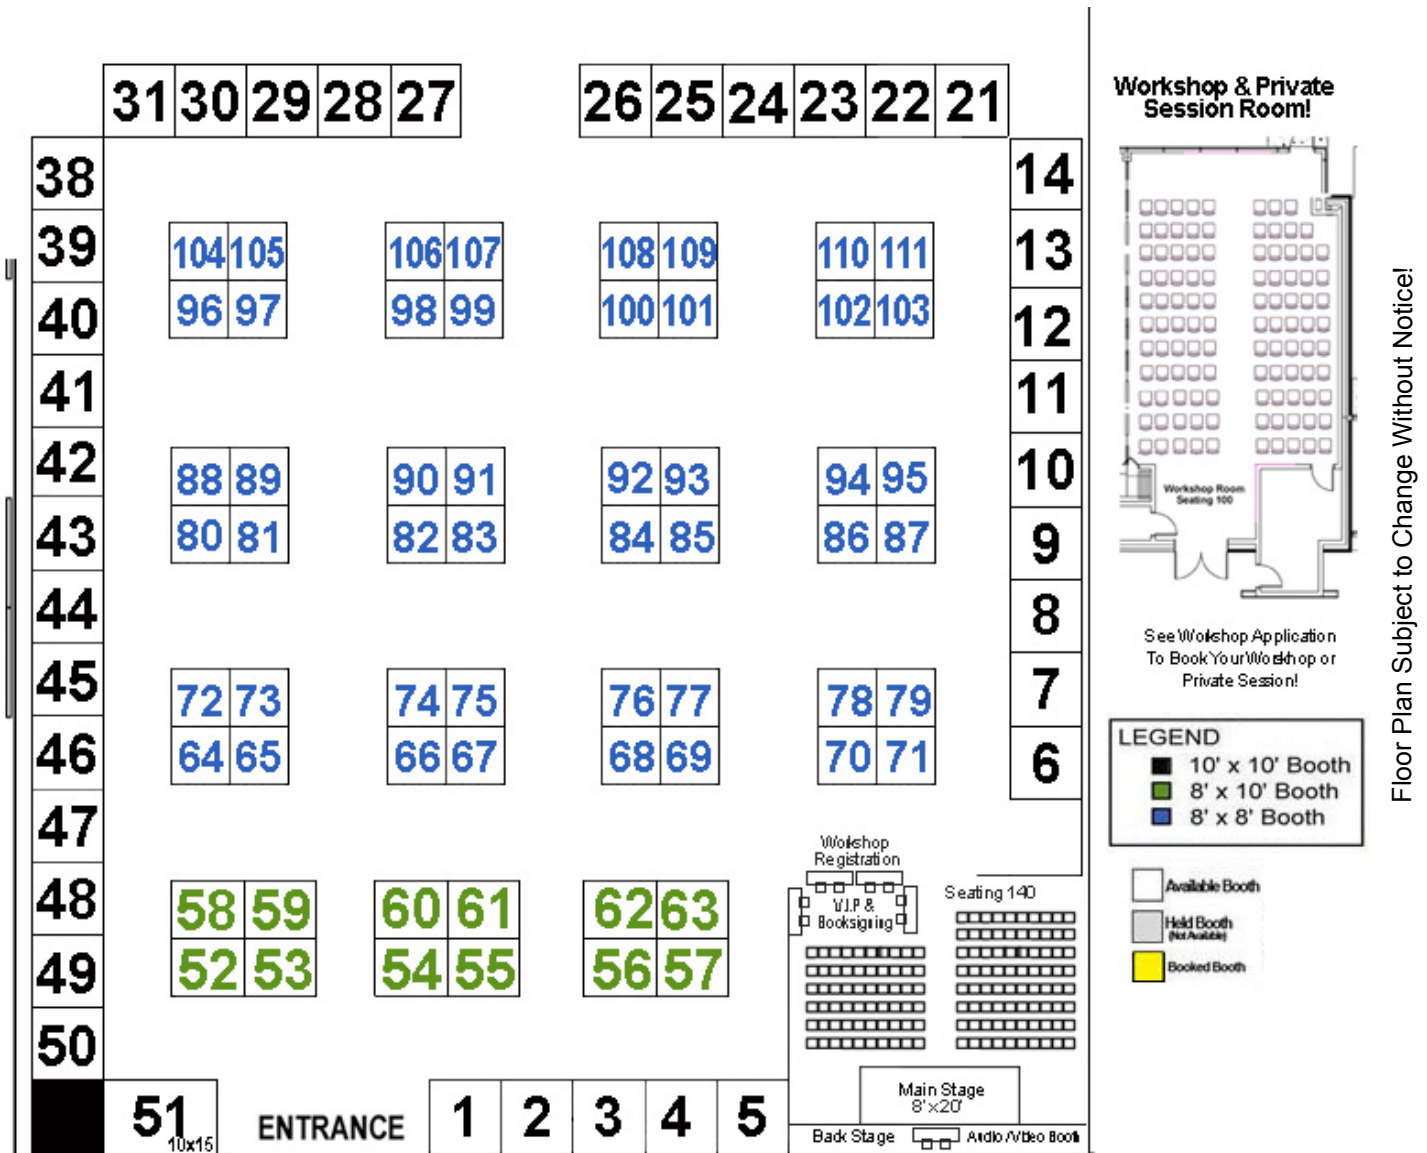 31 30 29 28 27 26 25 24 23 22 21
Workshop & Private
Session Room!
38 14
39 104 105 106 107 108 109 110 111 13
40 96 97 98 99 100 101 102 103 12
41 11
42 88 89 90 91 92 93 94 95 10
43 80 81 82 83 84 85 86 87 9
44 8
45 72 73 74 75 76 77 78 79 7
46 64 65 66 67 68 69 70 71 6
47
48 58 59 60 61 62 63
49 52 53 54 55 56 57
50
51
10x15
ENTRANCE
1 2 3 4 5
Workshop
Registration
V.I.P &
Booksigning
Seating 140
Main Stage
8'x20'
Back Stage
Audio/Video Booth
Workshop Room
Seating 100
See Workshop Application
To Book Your Workshop or
Private Session!
LEGEND
10' x 10' Booth
8' x 10' Booth
8' x 8' Booth
Available Booth
Held Booth
(Not Available)
Booked Booth
Floor Plan Subject to Change Without Notice!